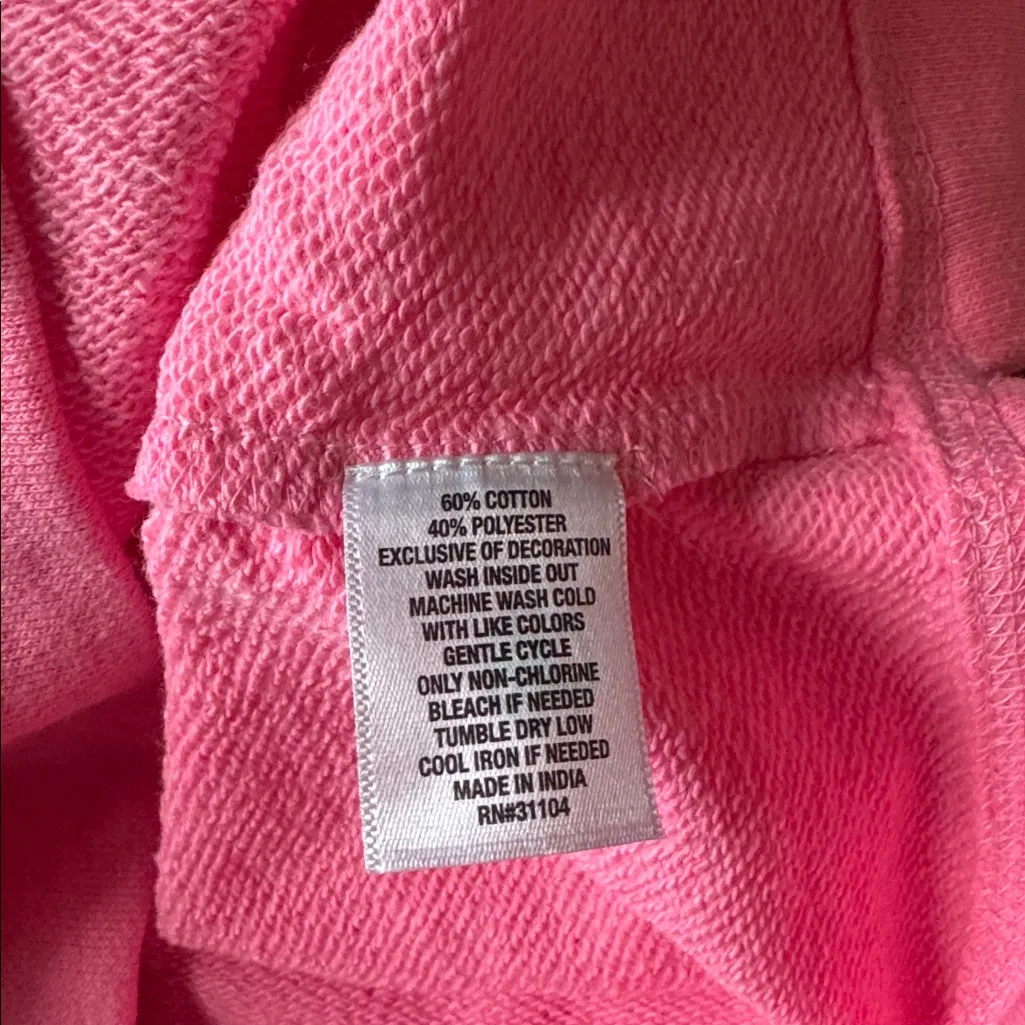 60% COTTON
40% POLYESTER
EXCLUSIVE OF DECORATION
WASH INSIDE OUT
MACHINE WASH COLD
WITH LIKE COLORS
GENTLE CYCLE
ONLY NON-CHLORINE
BLEACH IF NEEDED
TUMBLE DRY LOW
COOL IRON IF NEEDED
MADE IN INDIA
RN#31104